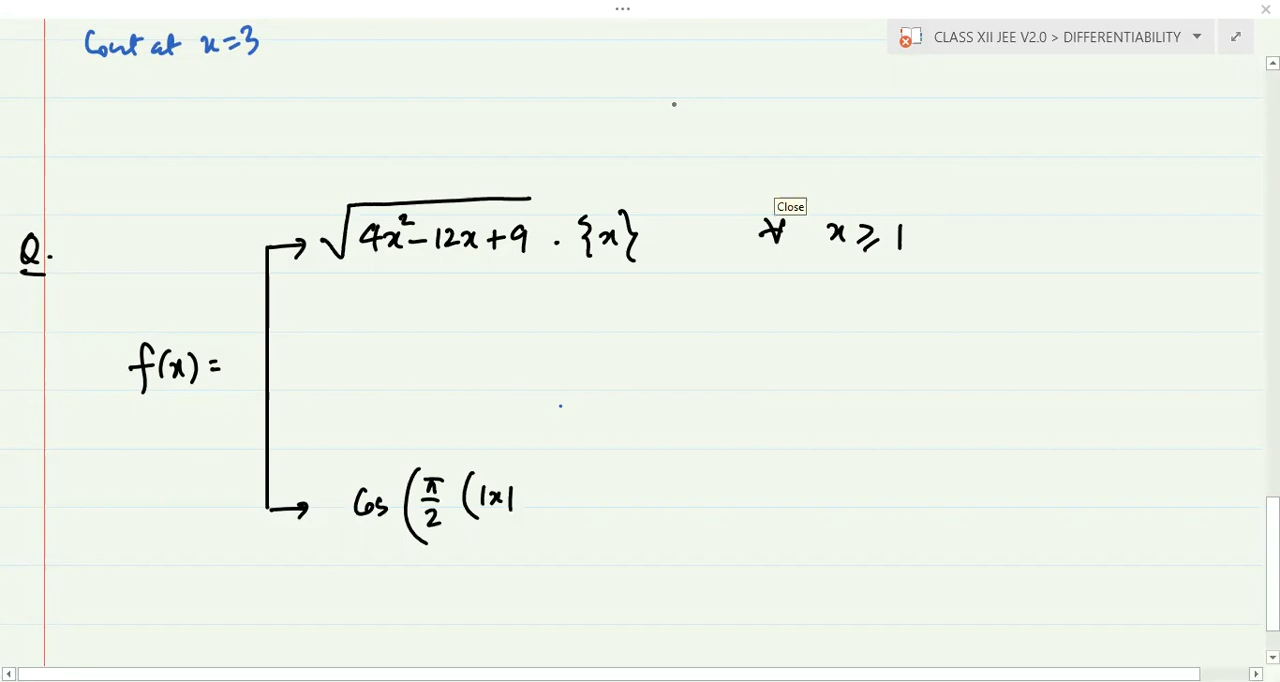 Cont at x=3
CLASS XII JEE V2.0 > DIFFERENTIABILITY
Close
Q. √(4x²-12x+9) . {x} ∀ x ≥ 1
f(x) =
Cos (π/2 (|x|